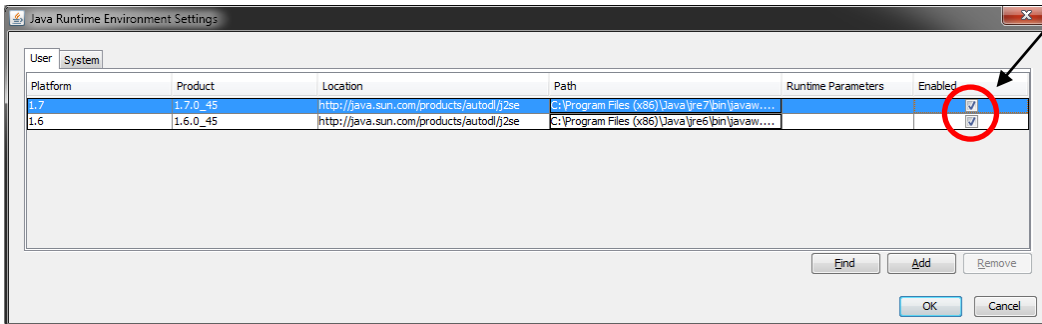 Java Runtime Environment Settings
User System
Platform Product Location Path Runtime Parameters Enabled
1.7 1.7.0_45 http://java.sun.com/products/autodl/j2se C:\Program Files (x86)\Java\jre7\bin\javaw....
1.6 1.6.0_45 http://java.sun.com/products/autodl/j2se C:\Program Files (x86)\Java\jre6\bin\javaw....
Find Add Remove
OK Cancel